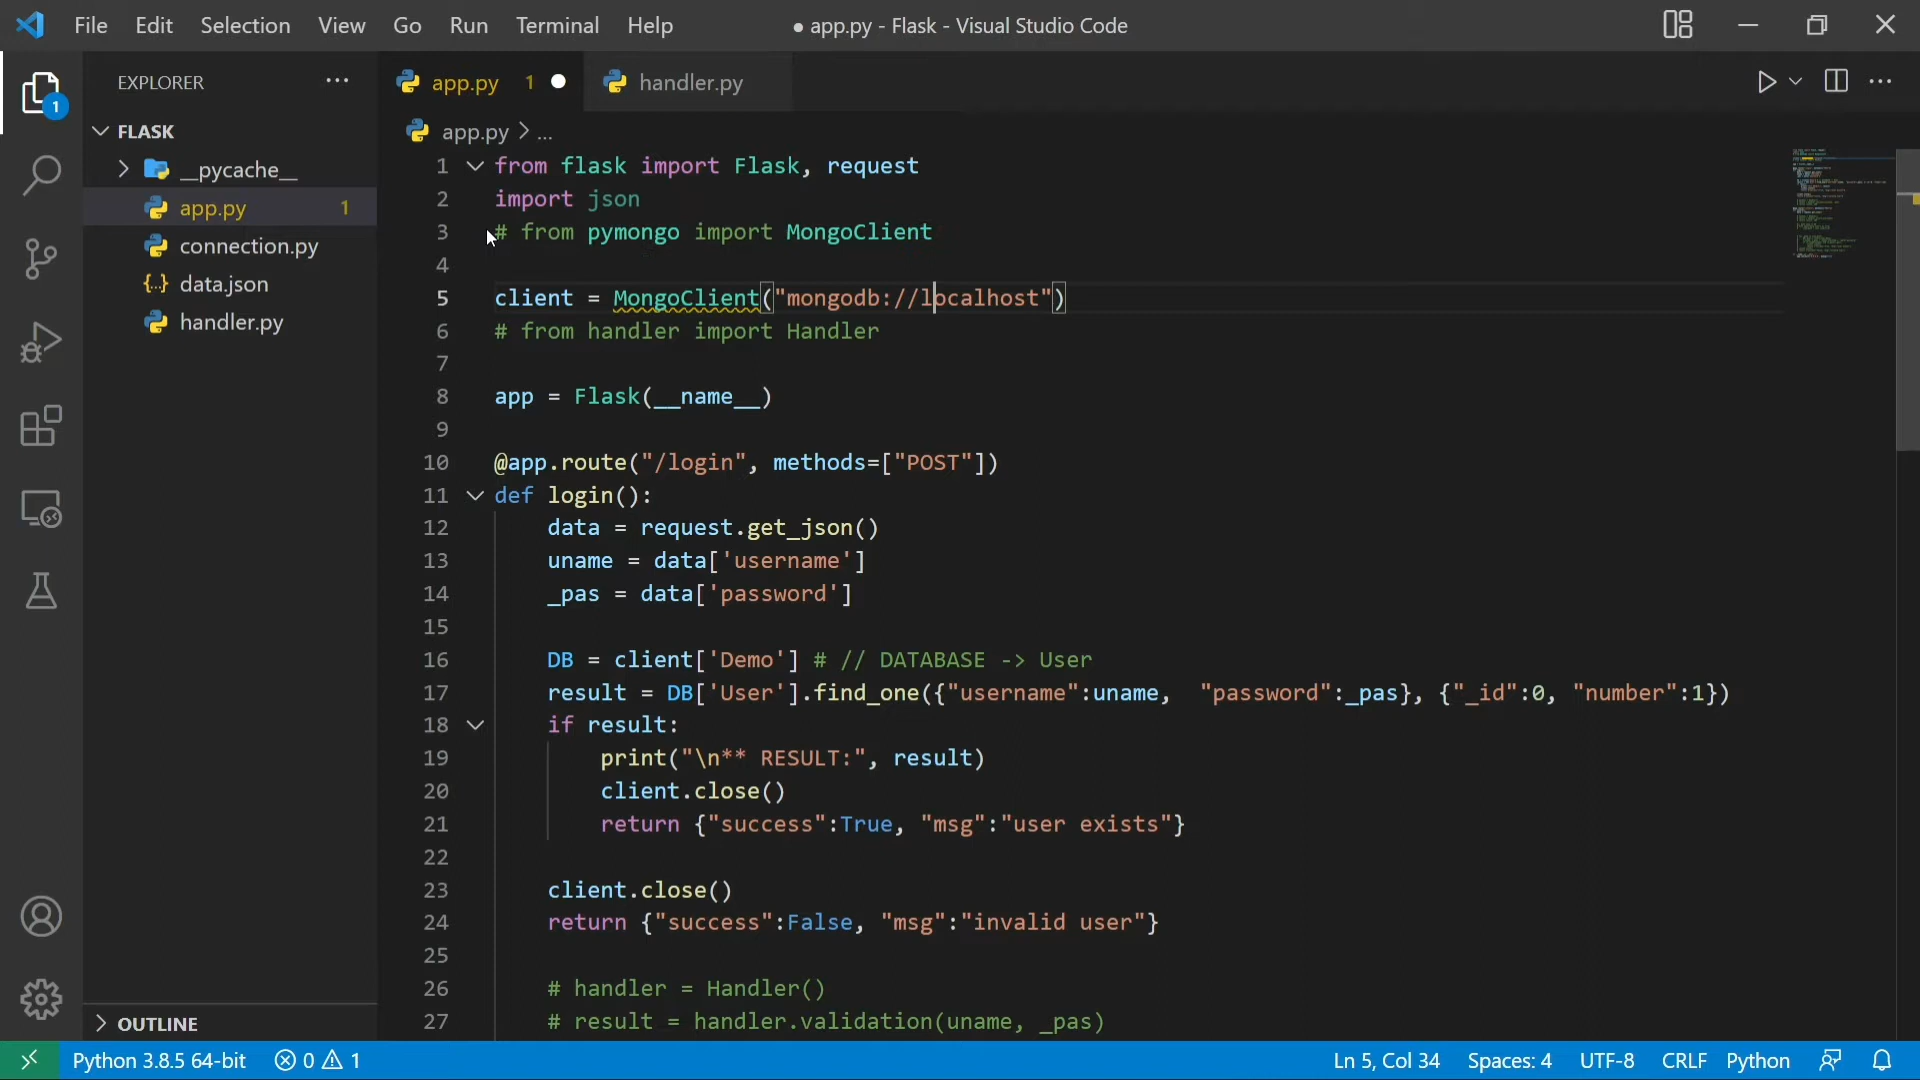 File Edit Selection View Go Run Terminal Help ● app.py - Flask - Visual Studio Code
EXPLORER ···
app.py 1 ●
handler.py
1
FLASK
__pycache__
app.py 1
connection.py
data.json
handler.py
OUTLINE
app.py > ...
1 from flask import Flask, request
2 import json
3 # from pymongo import MongoClient
4
5 client = MongoClient("mongodb://localhost")
6 # from handler import Handler
7
8 app = Flask(__name__)
9
10 @app.route("/login", methods=["POST"])
11 def login():
12     data = request.get_json()
13     uname = data['username']
14     _pas = data['password']
15
16     DB = client['Demo'] # // DATABASE -> User
17     result = DB['User'].find_one({"username":uname,  "password":_pas}, {"_id":0, "number":1})
18     if result:
19         print("\n** RESULT:", result)
20         client.close()
21         return {"success":True, "msg":"user exists"}
22
23     client.close()
24     return {"success":False, "msg":"invalid user"}
25
26     # handler = Handler()
27     # result = handler.validation(uname, _pas)
Python 3.8.5 64-bit 0 1 Ln 5, Col 34 Spaces: 4 UTF-8 CRLF Python